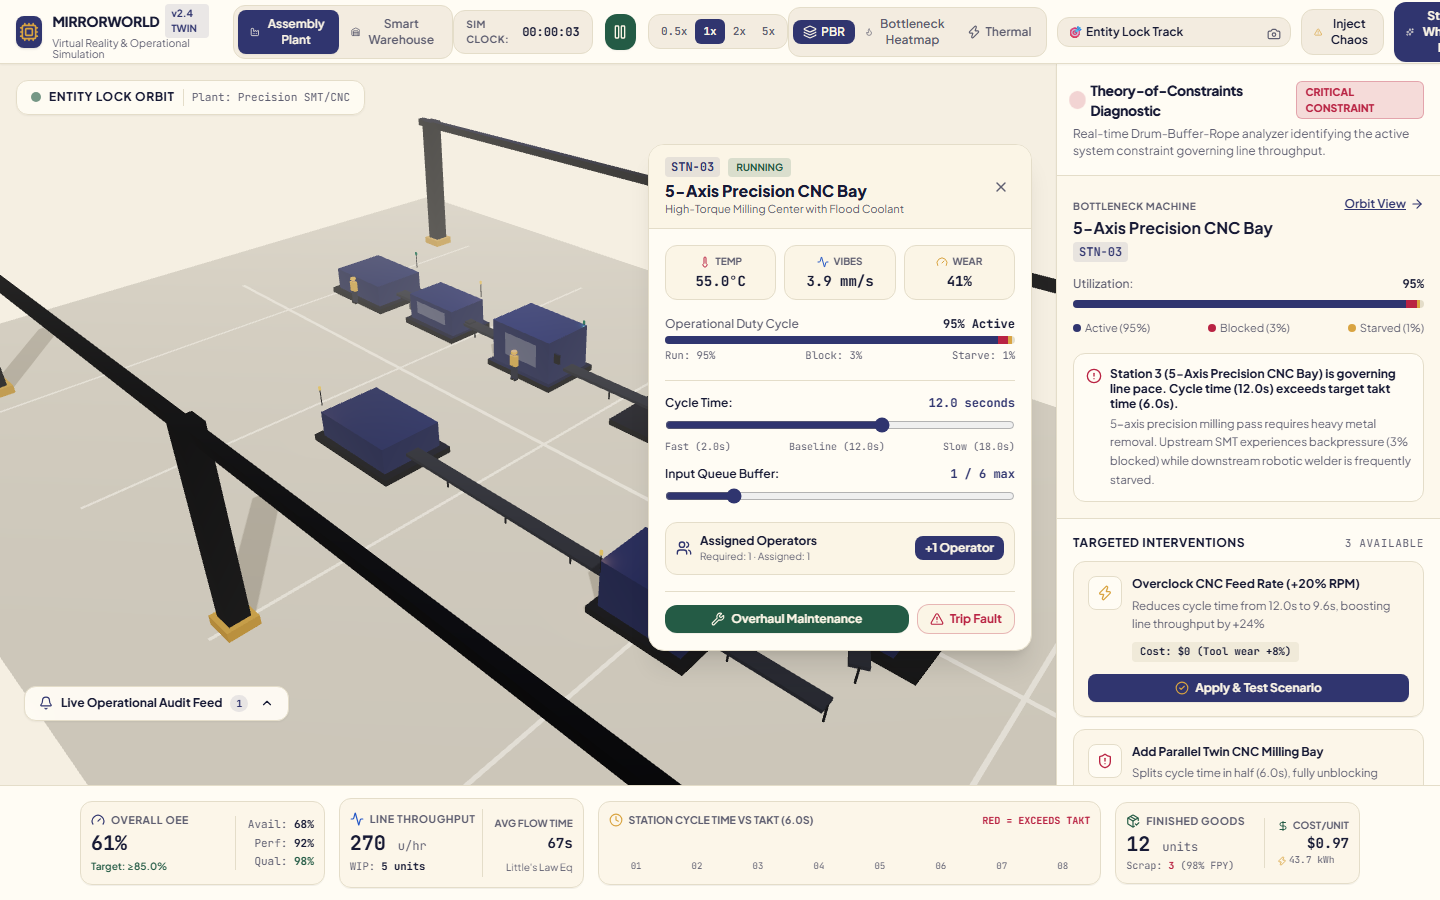 MIRRORWORLD
v2.4
TWIN
Virtual Reality & Operational
Simulation
Assembly
Plant
Smart
Warehouse
SIM
CLOCK:
00:00:03
0.5x
1x
2x
5x
PBR
Bottleneck
Heatmap
Thermal
🎯 Entity Lock Track
Inject
Chaos
ENTITY LOCK ORBIT
Plant: Precision SMT/CNC
STN-03
RUNNING
5-Axis Precision CNC Bay
High-Torque Milling Center with Flood Coolant
TEMP
55.0°C
VIBES
3.9 mm/s
WEAR
41%
Operational Duty Cycle
95% Active
Run: 95%
Block: 3%
Starve: 1%
Cycle Time:
12.0 seconds
Fast (2.0s)
Baseline (12.0s)
Slow (18.0s)
Input Queue Buffer:
1 / 6 max
Assigned Operators
Required: 1 · Assigned: 1
+1 Operator
Overhaul Maintenance
Trip Fault
Live Operational Audit Feed
1
Theory-of-Constraints
Diagnostic
CRITICAL
CONSTRAINT
Real-time Drum-Buffer-Rope analyzer identifying the active
system constraint governing line throughput.
BOTTLENECK MACHINE
Orbit View
5-Axis Precision CNC Bay
STN-03
Utilization:
95%
Active (95%)
Blocked (3%)
Starved (1%)
Station 3 (5-Axis Precision CNC Bay) is governing
line pace. Cycle time (12.0s) exceeds target takt
time (6.0s).
5-axis precision milling pass requires heavy metal
removal. Upstream SMT experiences backpressure (3%
blocked) while downstream robotic welder is frequently
starved.
TARGETED INTERVENTIONS
3 AVAILABLE
Overclock CNC Feed Rate (+20% RPM)
Reduces cycle time from 12.0s to 9.6s, boosting
line throughput by +24%
Cost: $0 (Tool wear +8%)
Apply & Test Scenario
Add Parallel Twin CNC Milling Bay
Splits cycle time in half (6.0s), fully unblocking
OVERALL OEE
61%
Target: ≥85.0%
Avail: 68%
Perf: 92%
Qual: 98%
LINE THROUGHPUT
270 u/hr
WIP: 5 units
AVG FLOW TIME
67s
Little's Law Eq
STATION CYCLE TIME VS TAKT (6.0S)
RED = EXCEEDS TAKT
01
02
03
04
05
06
07
08
FINISHED GOODS
12 units
Scrap: 3 (98% FPY)
COST/UNIT
$0.97
43.7 kWh